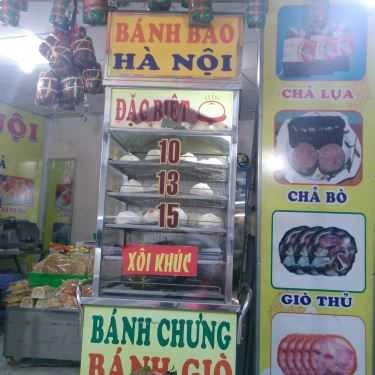 BÁNH BAO
HÀ NỘI
ĐẶC BIỆT
10
13
15
XÔI KHÚC
BÁNH CHƯNG
BÁNH GIÒ
CHẢ LỤA
CHẢ BÒ
GIÒ THỦ
NỘI